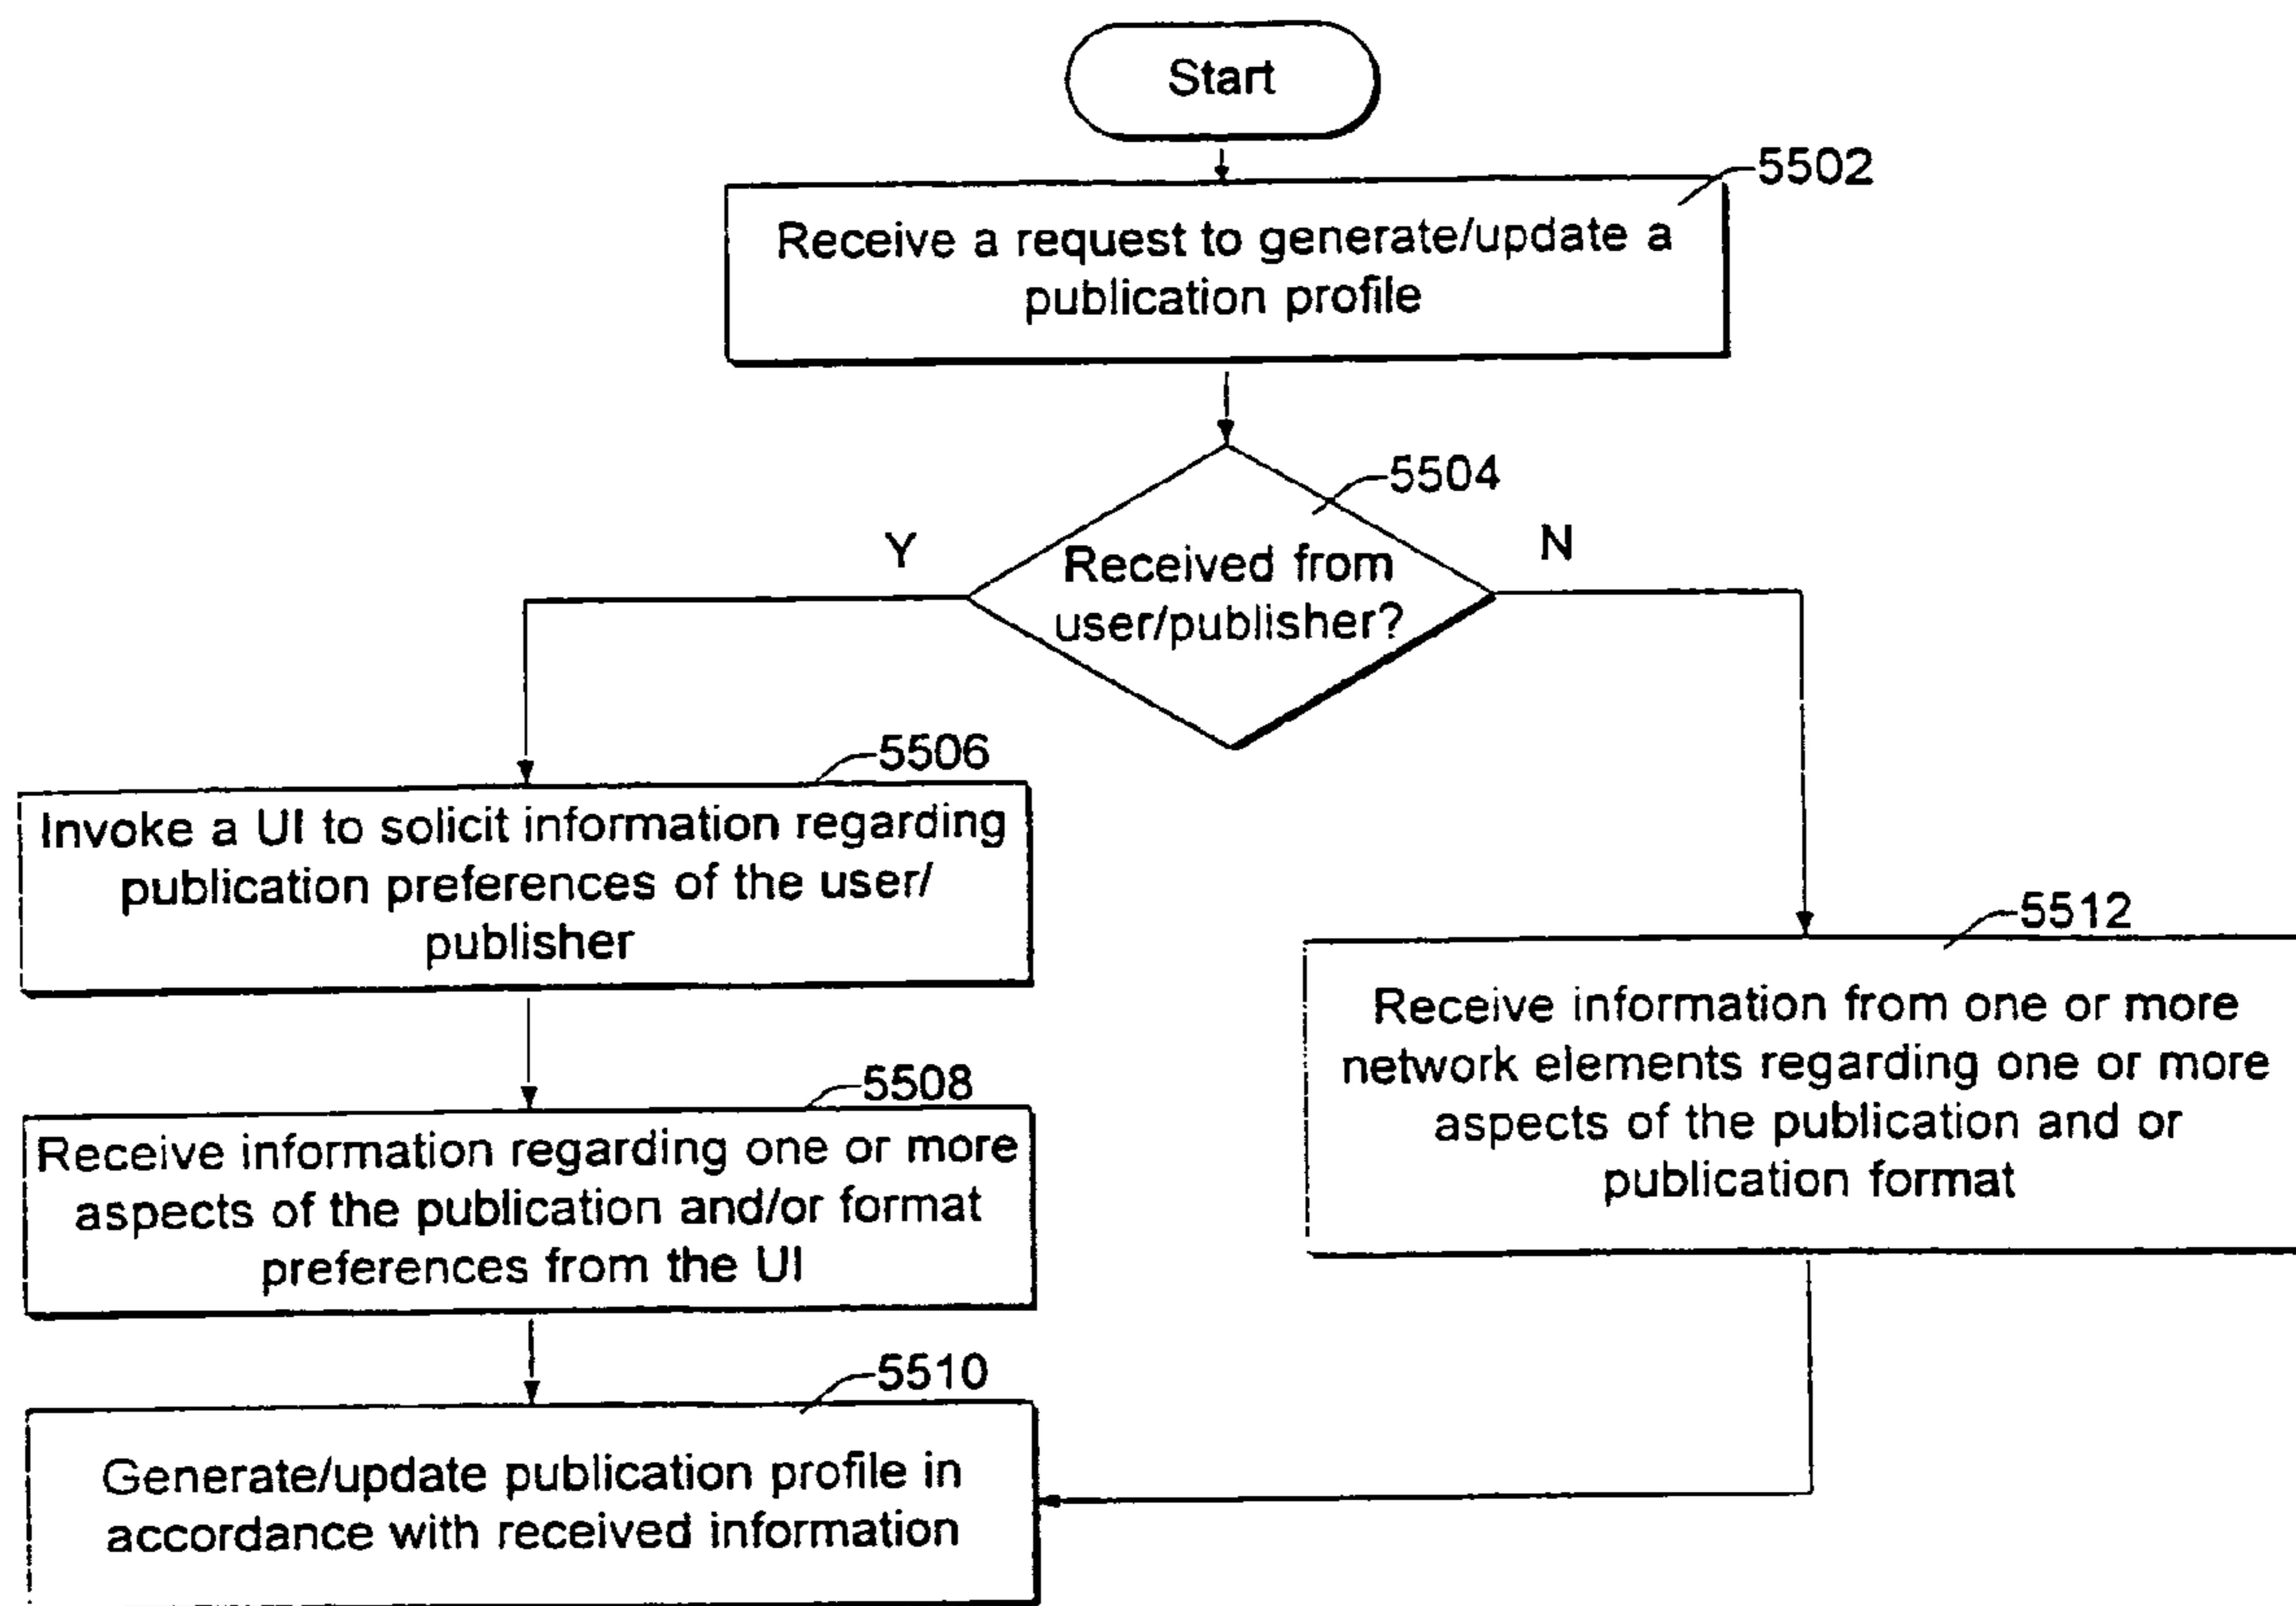 Start
5502
Receive a request to generate/update a
publication profile
5504
Y
N
Received from
user/publisher?
5506
Invoke a UI to solicit information regarding
publication preferences of the user/
publisher
5512
Receive information from one or more
network elements regarding one or more
aspects of the publication and or
publication format
5508
Receive information regarding one or more
aspects of the publication and/or format
preferences from the UI
5510
Generate/update publication profile in
accordance with received information